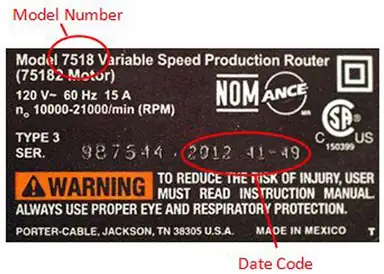 Model Number
Model 7518 Variable Speed Production Router
(75182 Motor)
120 V~ 60 Hz 15 A
n₀ 10000-21000/min (RPM)
NOM ANCE
TYPE 3
SER. 987544 . 2012 41-49
C US
150399
WARNING TO REDUCE THE RISK OF INJURY, USER
MUST READ INSTRUCTION MANUAL.
ALWAYS USE PROPER EYE AND RESPIRATORY PROTECTION.
PORTER-CABLE, JACKSON, TN 38305 U.S.A. MADE IN MEXICO T
Date Code